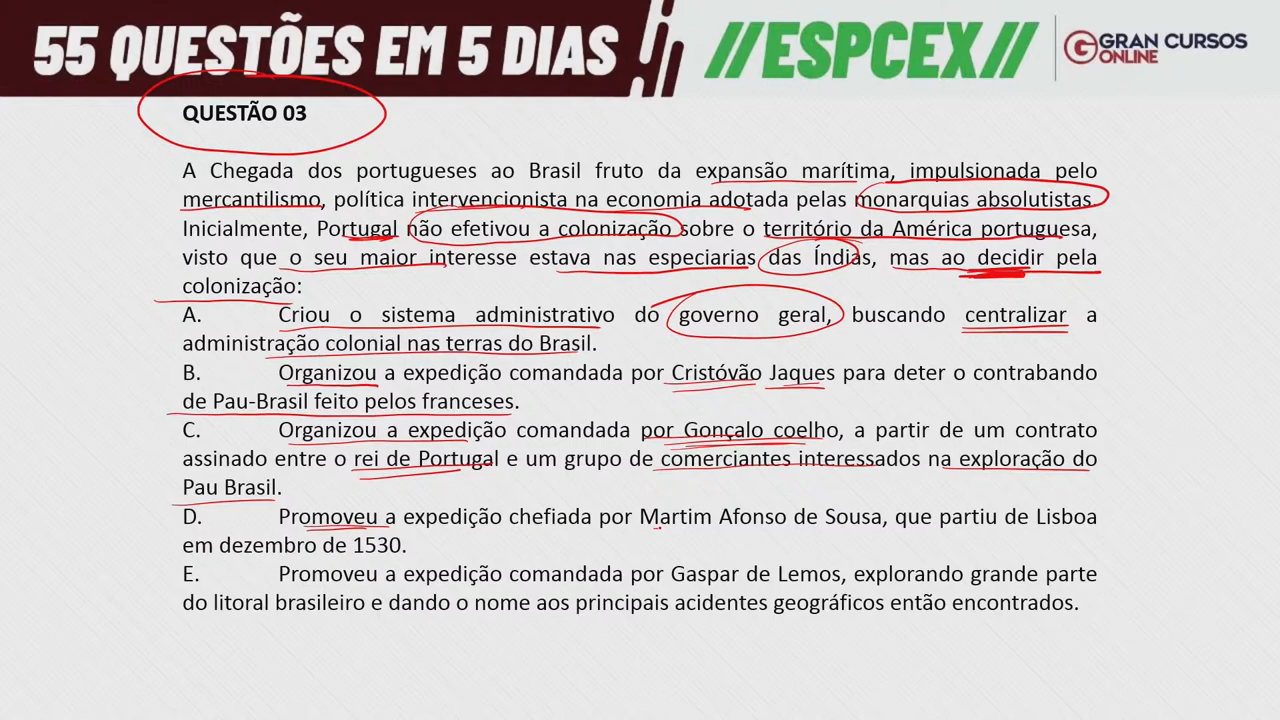 55 QUESTÕES EM 5 DIAS
//ESPCEX//
GRAN CURSOS
ONLINE
QUESTÃO 03
A Chegada dos portugueses ao Brasil fruto da expansão marítima, impulsionada pelo
mercantilismo, política intervencionista na economia adotada pelas monarquias absolutistas.
Inicialmente, Portugal não efetivou a colonização sobre o território da América portuguesa,
visto que o seu maior interesse estava nas especiarias das Índias, mas ao decidir pela
colonização:
A. Criou o sistema administrativo do governo geral, buscando centralizar a
administração colonial nas terras do Brasil.
B. Organizou a expedição comandada por Cristóvão Jaques para deter o contrabando
de Pau-Brasil feito pelos franceses.
C. Organizou a expedição comandada por Gonçalo coelho, a partir de um contrato
assinado entre o rei de Portugal e um grupo de comerciantes interessados na exploração do
Pau Brasil.
D. Promoveu a expedição chefiada por Martim Afonso de Sousa, que partiu de Lisboa
em dezembro de 1530.
E. Promoveu a expedição comandada por Gaspar de Lemos, explorando grande parte
do litoral brasileiro e dando o nome aos principais acidentes geográficos então encontrados.